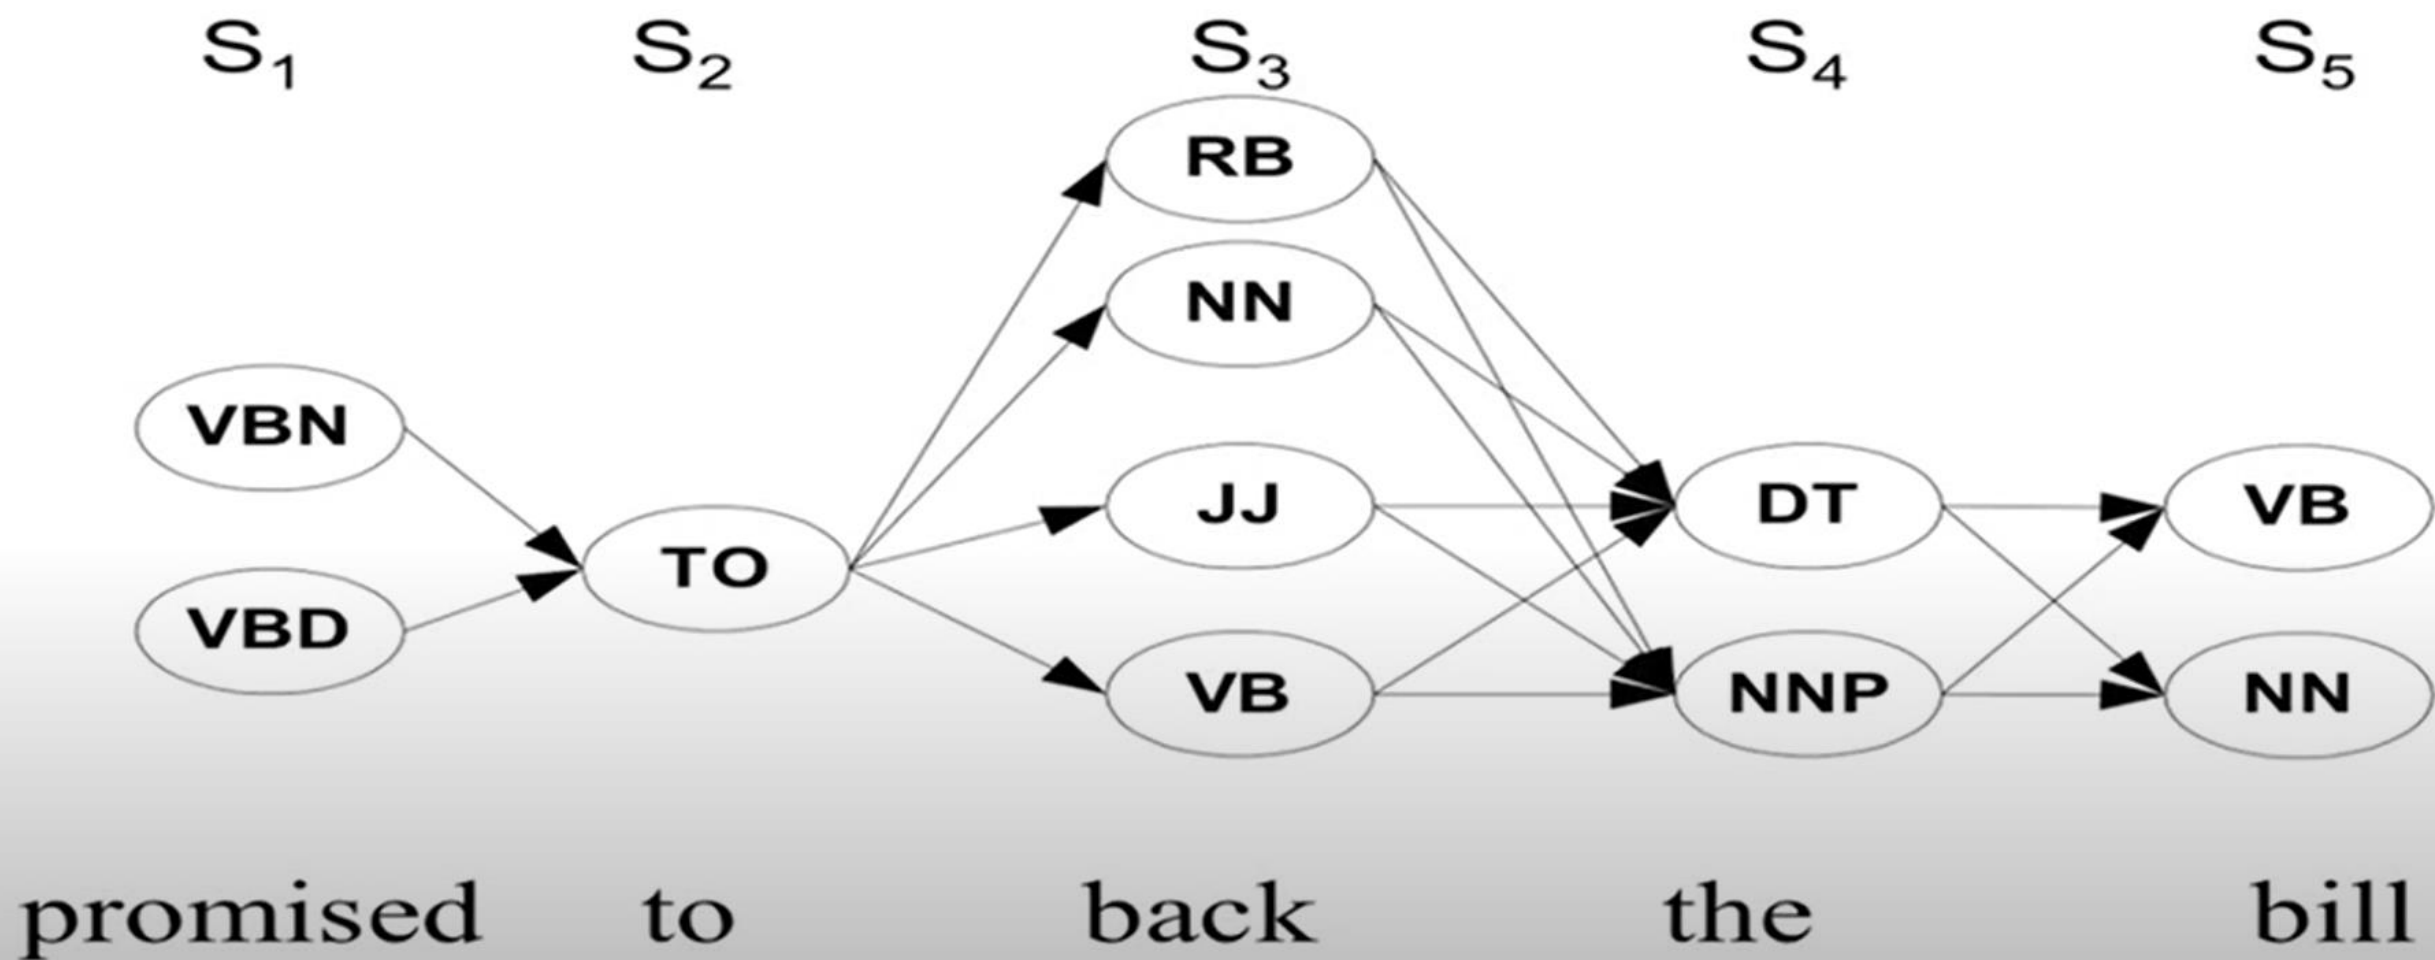 S1 S2 S3 S4 S5
RB
NN
VBN
JJ DT VB
TO
VBD
VB NNP NN
promised to back the bill